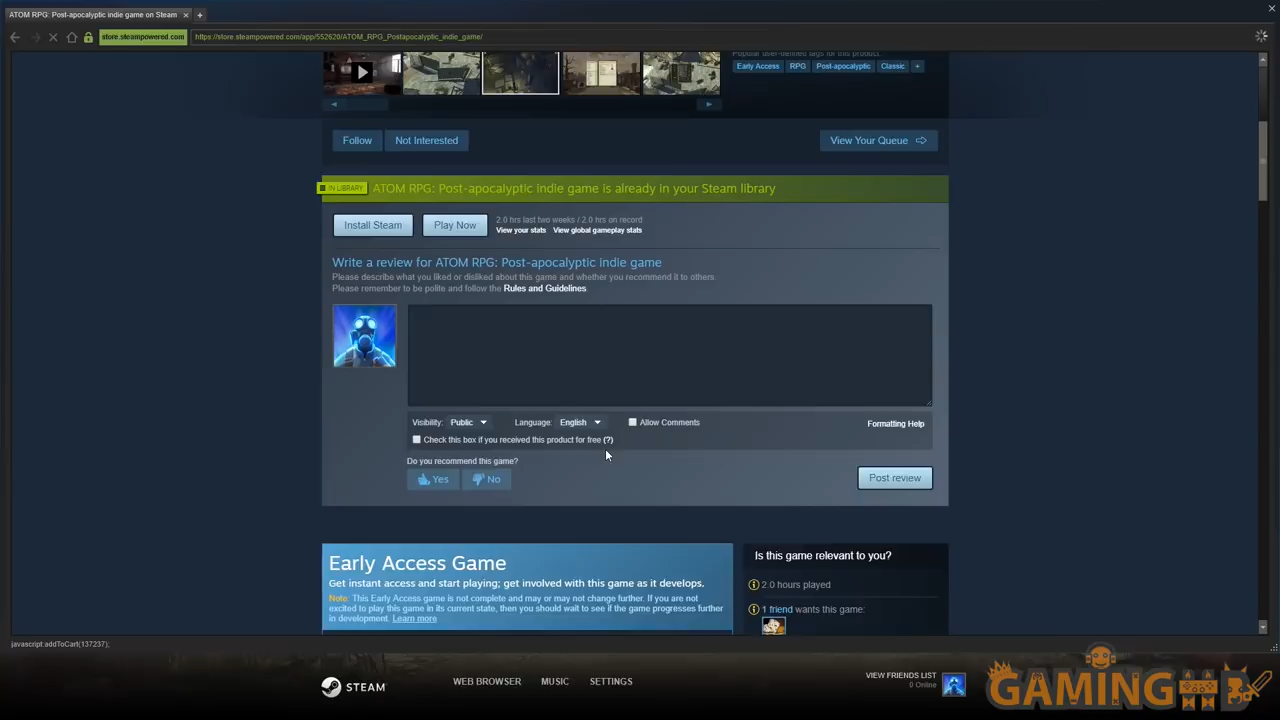 ATOM RPG: Post-apocalyptic indie game on Steam
store.steampowered.com https://store.steampowered.com/app/552620/ATOM_RPG_Postapocalyptic_indie_game/
Popular user-defined tags for this product:
Early Access RPG Post-apocalyptic Classic +
Follow Not Interested View Your Queue
IN LIBRARY ATOM RPG: Post-apocalyptic indie game is already in your Steam library
Install Steam Play Now 2.0 hrs last two weeks / 2.0 hrs on record
View your stats View global gameplay stats
Write a review for ATOM RPG: Post-apocalyptic indie game
Please describe what you liked or disliked about this game and whether you recommend it to others.
Please remember to be polite and follow the Rules and Guidelines.
Visibility: Public Language: English Allow Comments Formatting Help
Check this box if you received this product for free (?)
Do you recommend this game?
Yes No Post review
Early Access Game
Get instant access and start playing; get involved with this game as it develops.
Note: This Early Access game is not complete and may or may not change further. If you are
not excited to play this game in its current state, then you should wait to see if the game progresses further
in development. Learn more
Is this game relevant to you?
2.0 hours played
1 friend wants this game:
javascript:addToCart(137237);
STEAM WEB BROWSER MUSIC SETTINGS VIEW FRIENDS LIST
0 Online
GAMING HD